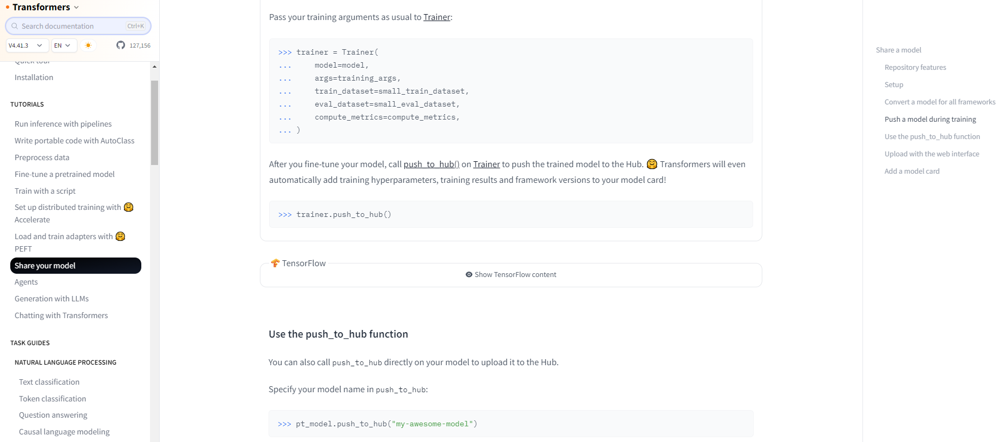 Transformers
Search documentation Ctrl+K
V4.41.3 EN 127,156
Quick tour
Installation
TUTORIALS
Run inference with pipelines
Write portable code with AutoClass
Preprocess data
Fine-tune a pretrained model
Train with a script
Set up distributed training with 🤗
Accelerate
Load and train adapters with 🤗
PEFT
Share your model
Agents
Generation with LLMs
Chatting with Transformers
TASK GUIDES
NATURAL LANGUAGE PROCESSING
Text classification
Token classification
Question answering
Causal language modeling
Pass your training arguments as usual to Trainer:
>>> trainer = Trainer(
...     model=model,
...     args=training_args,
...     train_dataset=small_train_dataset,
...     eval_dataset=small_eval_dataset,
...     compute_metrics=compute_metrics,
... )
After you fine-tune your model, call push_to_hub() on Trainer to push the trained model to the Hub. 🤗 Transformers will even
automatically add training hyperparameters, training results and framework versions to your model card!
>>> trainer.push_to_hub()
TensorFlow
Show TensorFlow content
Use the push_to_hub function
You can also call push_to_hub directly on your model to upload it to the Hub.
Specify your model name in push_to_hub:
>>> pt_model.push_to_hub("my-awesome-model")
Share a model
Repository features
Setup
Convert a model for all frameworks
Push a model during training
Use the push_to_hub function
Upload with the web interface
Add a model card